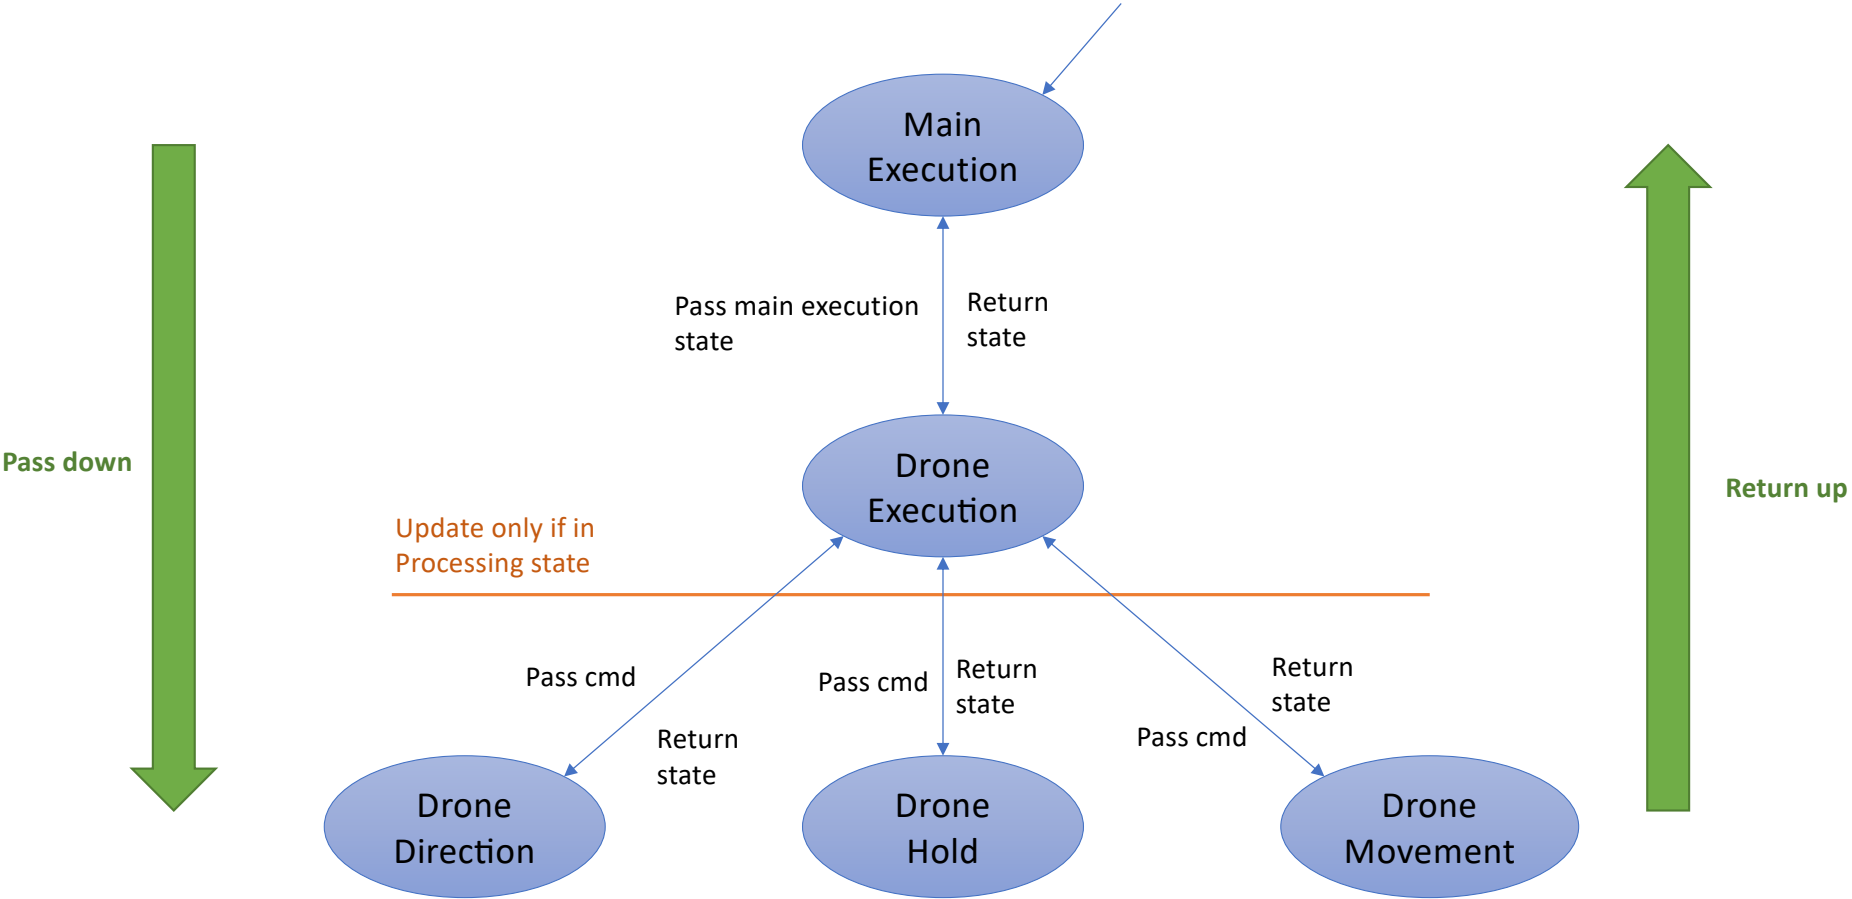 Main
Execution
Pass main execution
state
Return
state
Pass down
Drone
Execution
Return up
Update only if in
Processing state
Pass cmd
Return
state
Pass cmd
Return
state
Pass cmd
Return
state
Drone
Direction
Drone
Hold
Drone
Movement